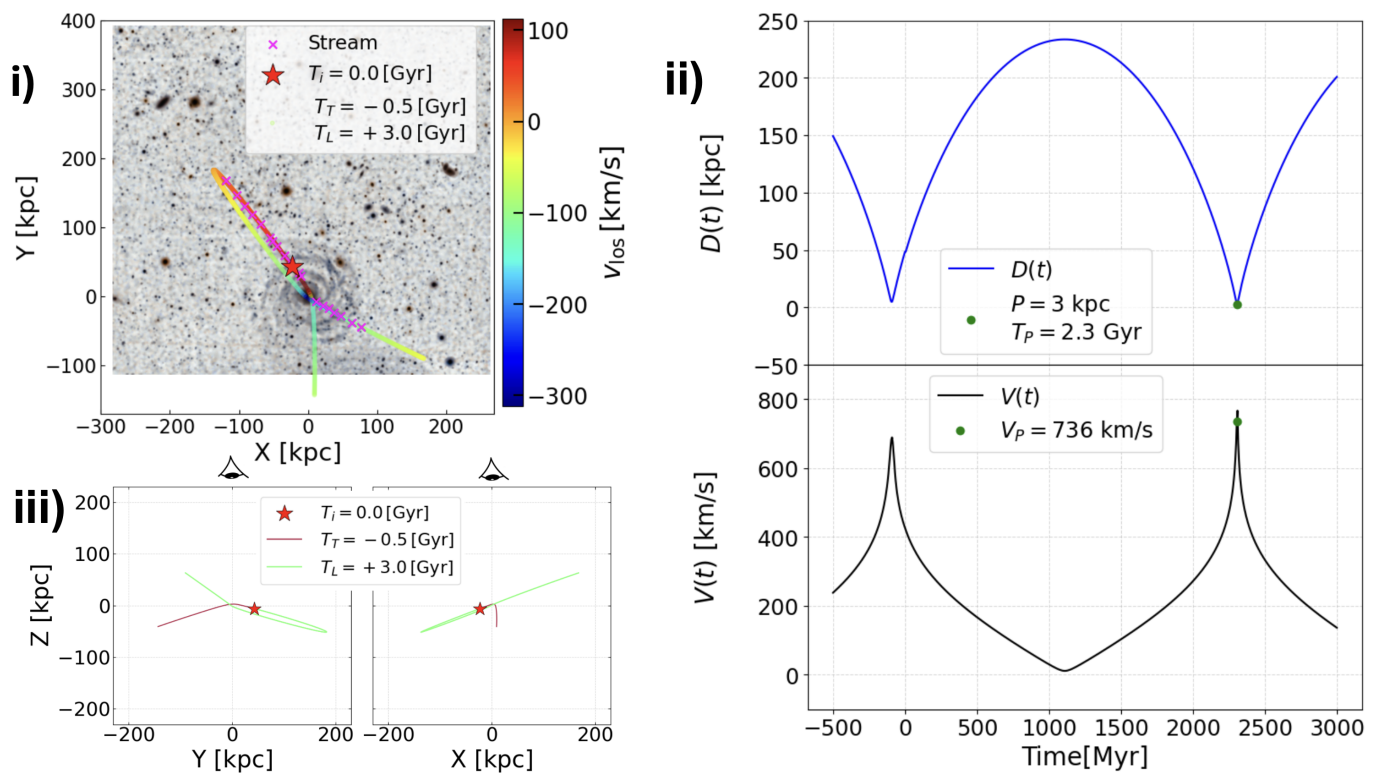 i)
400
300
200
100
0
−100
Y [kpc]
Stream
T_i = 0.0 [Gyr]
T_T = −0.5 [Gyr]
T_L = +3.0 [Gyr]
−300 −200 −100 0 100 200
X [kpc]
100
0
−100
−200
−300
v_los [km/s]
ii)
250
200
150
100
50
0
−50
D(t) [kpc]
D(t)
P = 3 kpc
T_P = 2.3 Gyr
800
600
400
200
0
V(t) [km/s]
V(t)
V_P = 736 km/s
−500 0 500 1000 1500 2000 2500 3000
Time[Myr]
iii)
200
100
0
−100
−200
Z [kpc]
T_i = 0.0 [Gyr]
T_T = −0.5 [Gyr]
T_L = +3.0 [Gyr]
−200 0 200
Y [kpc]
−200 0 200
X [kpc]